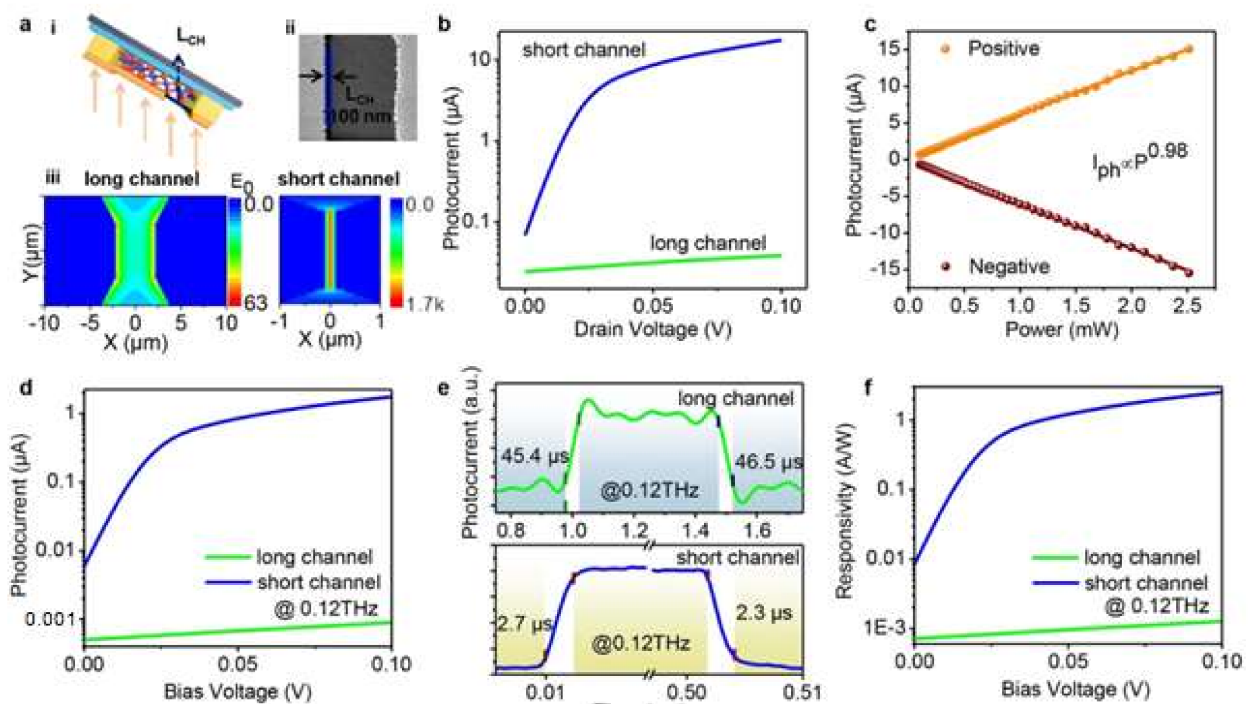 a
i
L_CH
ii
L_CH
100 nm
iii
long channel
E_0
0.0
63
short channel
0.0
1.7k
Y(µm)
-10 -5 0 5 10
X (µm)
-1 0 1
X (µm)
b
short channel
long channel
Photocurrent (µA)
10
1
0.1
0.00 0.05 0.10
Drain Voltage (V)
c
Positive
Negative
I_ph∝P^0.98
Photocurrent (µA)
15
10
5
0
-5
-10
-15
0.0 0.5 1.0 1.5 2.0 2.5
Power (mW)
d
Photocurrent (µA)
1
0.1
0.01
0.001
long channel
short channel
@ 0.12THz
0.00 0.05 0.10
Bias Voltage (V)
e
Photocurrent (a.u.)
long channel
45.4 µs
46.5 µs
@0.12THz
0.8 1.0 1.2 1.4 1.6
short channel
2.7 µs
2.3 µs
@0.12THz
0.01 0.50 0.51
f
Responsivity (A/W)
1
0.1
0.01
1E-3
long channel
short channel
@ 0.12THz
0.00 0.05 0.10
Bias Voltage (V)